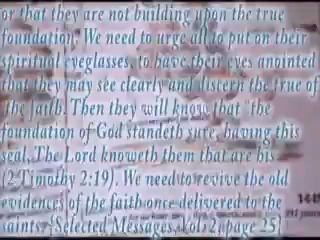 or that they are not building upon the true
foundation. We need to urge all to put on their
spiritual eyeglasses, to have their eyes anointed
that they may see clearly and discern the true of
the faith. Then they will know that "the
foundation of God standeth sure, having this
seal, The Lord knoweth them that are his
(2 Timothy 2:19). We need to revive the old
evidences of the faith once delivered to the
saints. [Selected Messages, vol. 2, page 25]